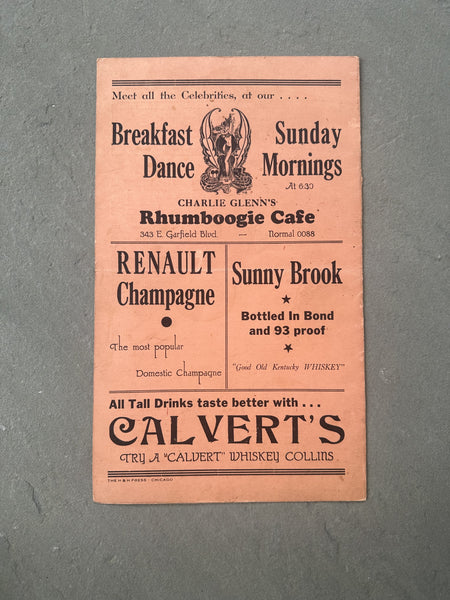 Meet all the Celebrities, at our . . . .
Breakfast Dance
Sunday Mornings
At 6:30
CHARLIE GLENN'S
Rhumboogie Cafe
343 E. Garfield Blvd. — Normal 0088
RENAULT
Champagne
The most popular
Domestic Champagne
Sunny Brook
Bottled In Bond
and 93 proof
"Good Old Kentucky WHISKEY"
All Tall Drinks taste better with . . .
CALVERT'S
TRY A "CALVERT" WHISKEY COLLINS
THE H & H PRESS - CHICAGO